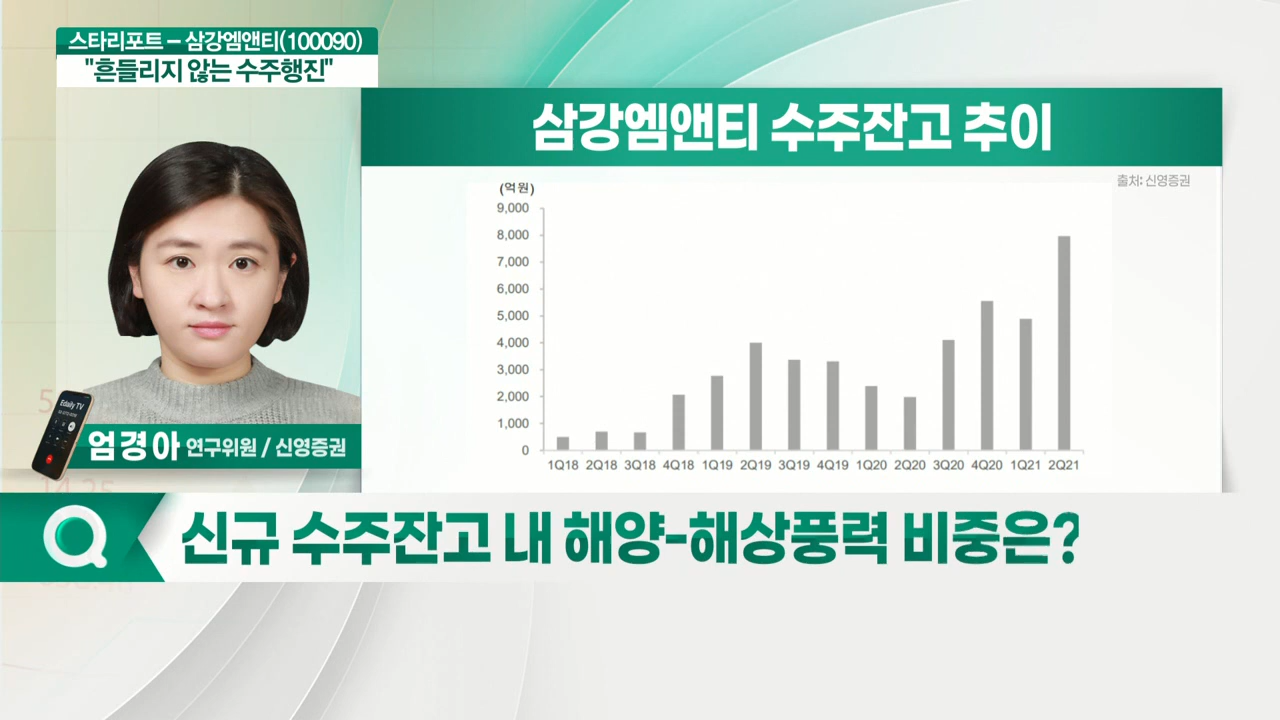 스타리포트 – 삼강엠앤티(100090)
"흔들리지 않는 수주행진"
삼강엠앤티 수주잔고 추이
출처: 신영증권
(억원)
9,000
8,000
7,000
6,000
5,000
4,000
3,000
2,000
1,000
0
1Q18 2Q18 3Q18 4Q18 1Q19 2Q19 3Q19 4Q19 1Q20 2Q20 3Q20 4Q20 1Q21 2Q21
Edaily TV
엄경아 연구위원 / 신영증권
Q 신규 수주잔고 내 해양-해상풍력 비중은?